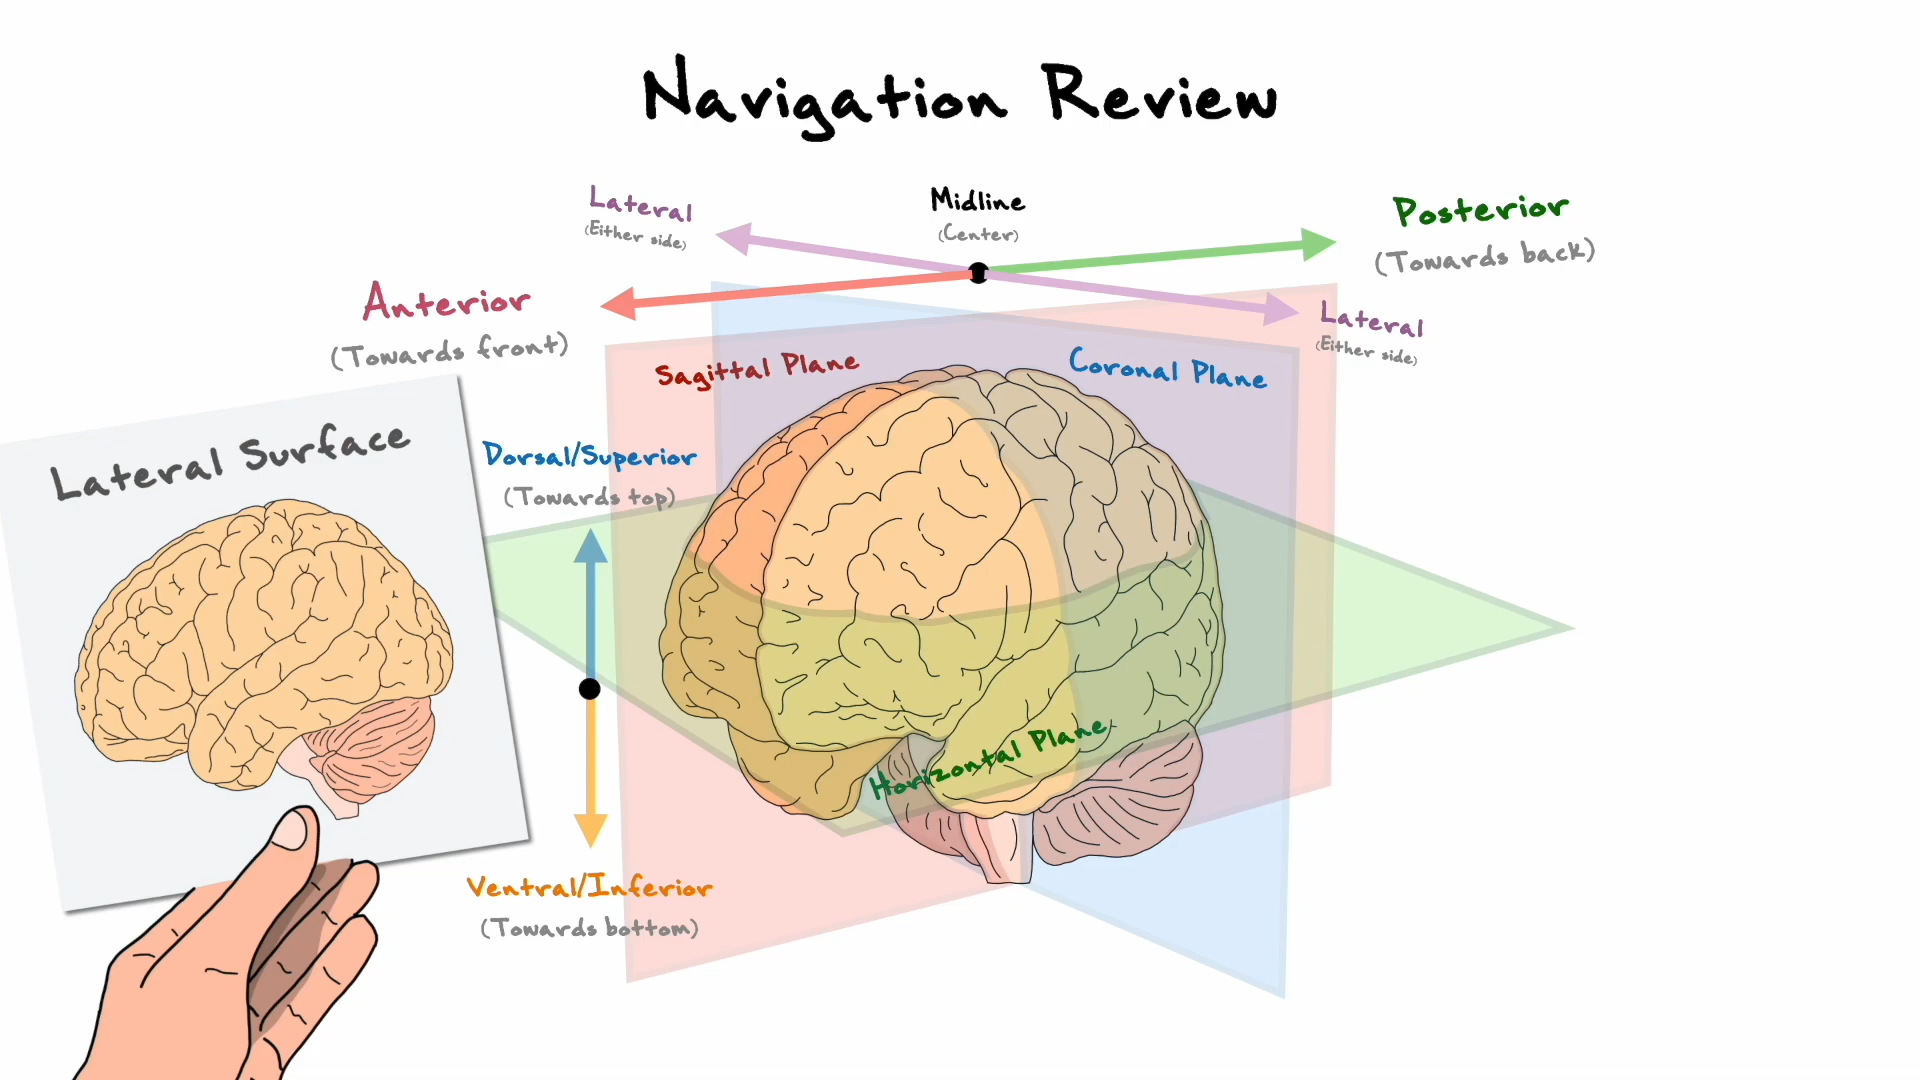 Navigation Review
Lateral
(Either side)
Midline
(Center)
Posterior
(Towards back)
Anterior
(Towards front)
Lateral
(Either side)
Sagittal Plane
Coronal Plane
Lateral Surface
Dorsal/Superior
(Towards top)
Horizontal Plane
Ventral/Inferior
(Towards bottom)